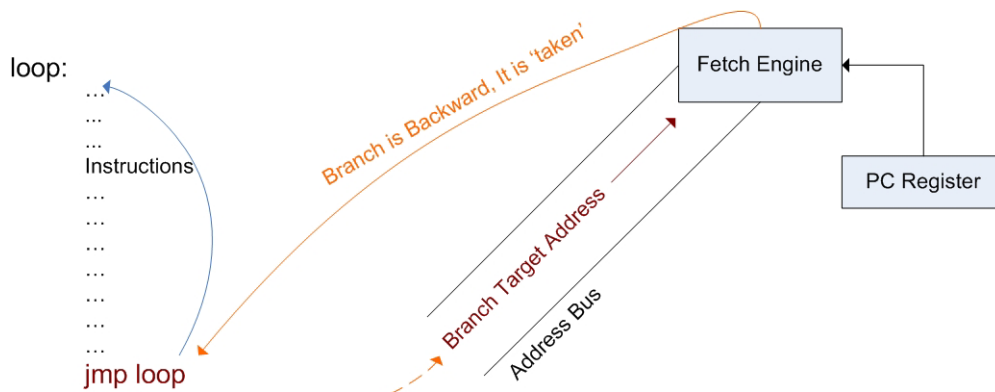 loop:
...
...
...
Instructions
...
...
...
...
...
...
...
jmp loop
Branch is Backward, It is ‘taken’
Branch Target Address
Address Bus
Fetch Engine
PC Register